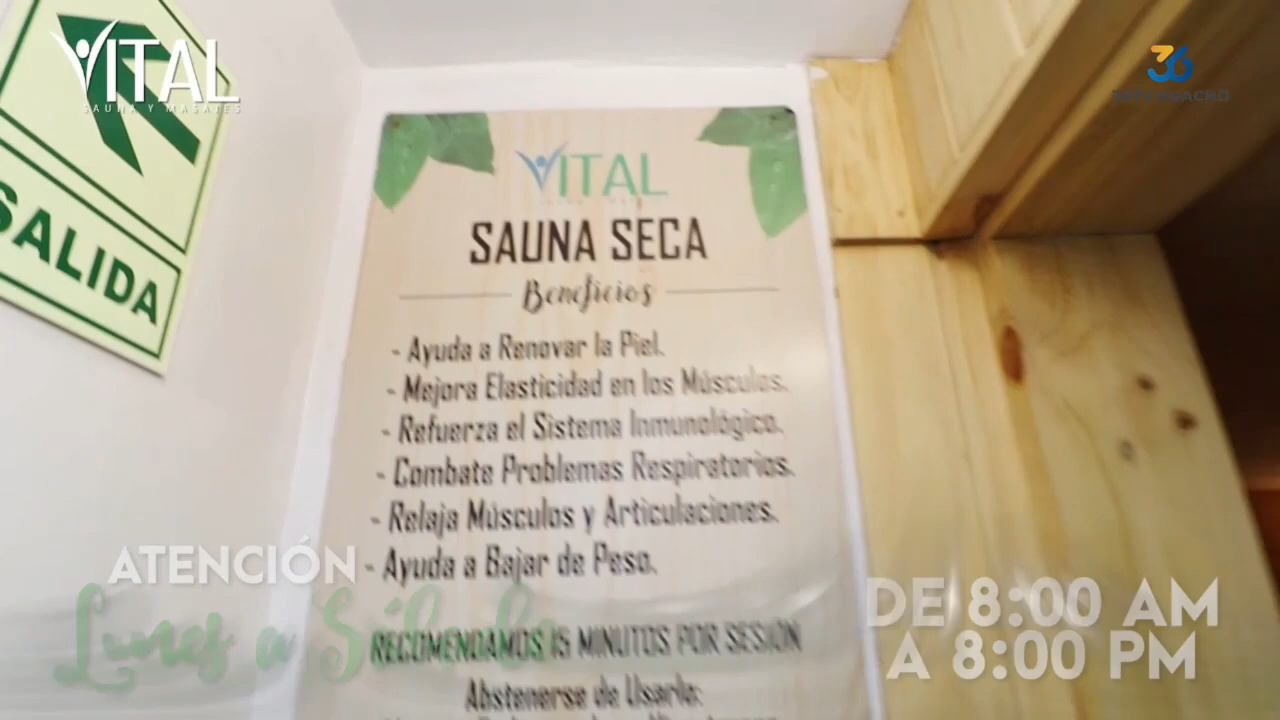 VITAL
SAUNA Y MASAJES
36
SALIDA
VITAL
SAUNA SECA
Beneficios
- Ayuda a Renovar la Piel.
- Mejora Elasticidad en los Músculos.
- Refuerza el Sistema Inmunológico.
- Combate Problemas Respiratorios.
- Relaja Músculos y Articulaciones.
- Ayuda a Bajar de Peso.
RECOMENDAMOS 15 MINUTOS POR SESIÓN
Abstenerse de Usarlo:
ATENCIÓN
Lunes a Sábado
DE 8:00 AM
A 8:00 PM